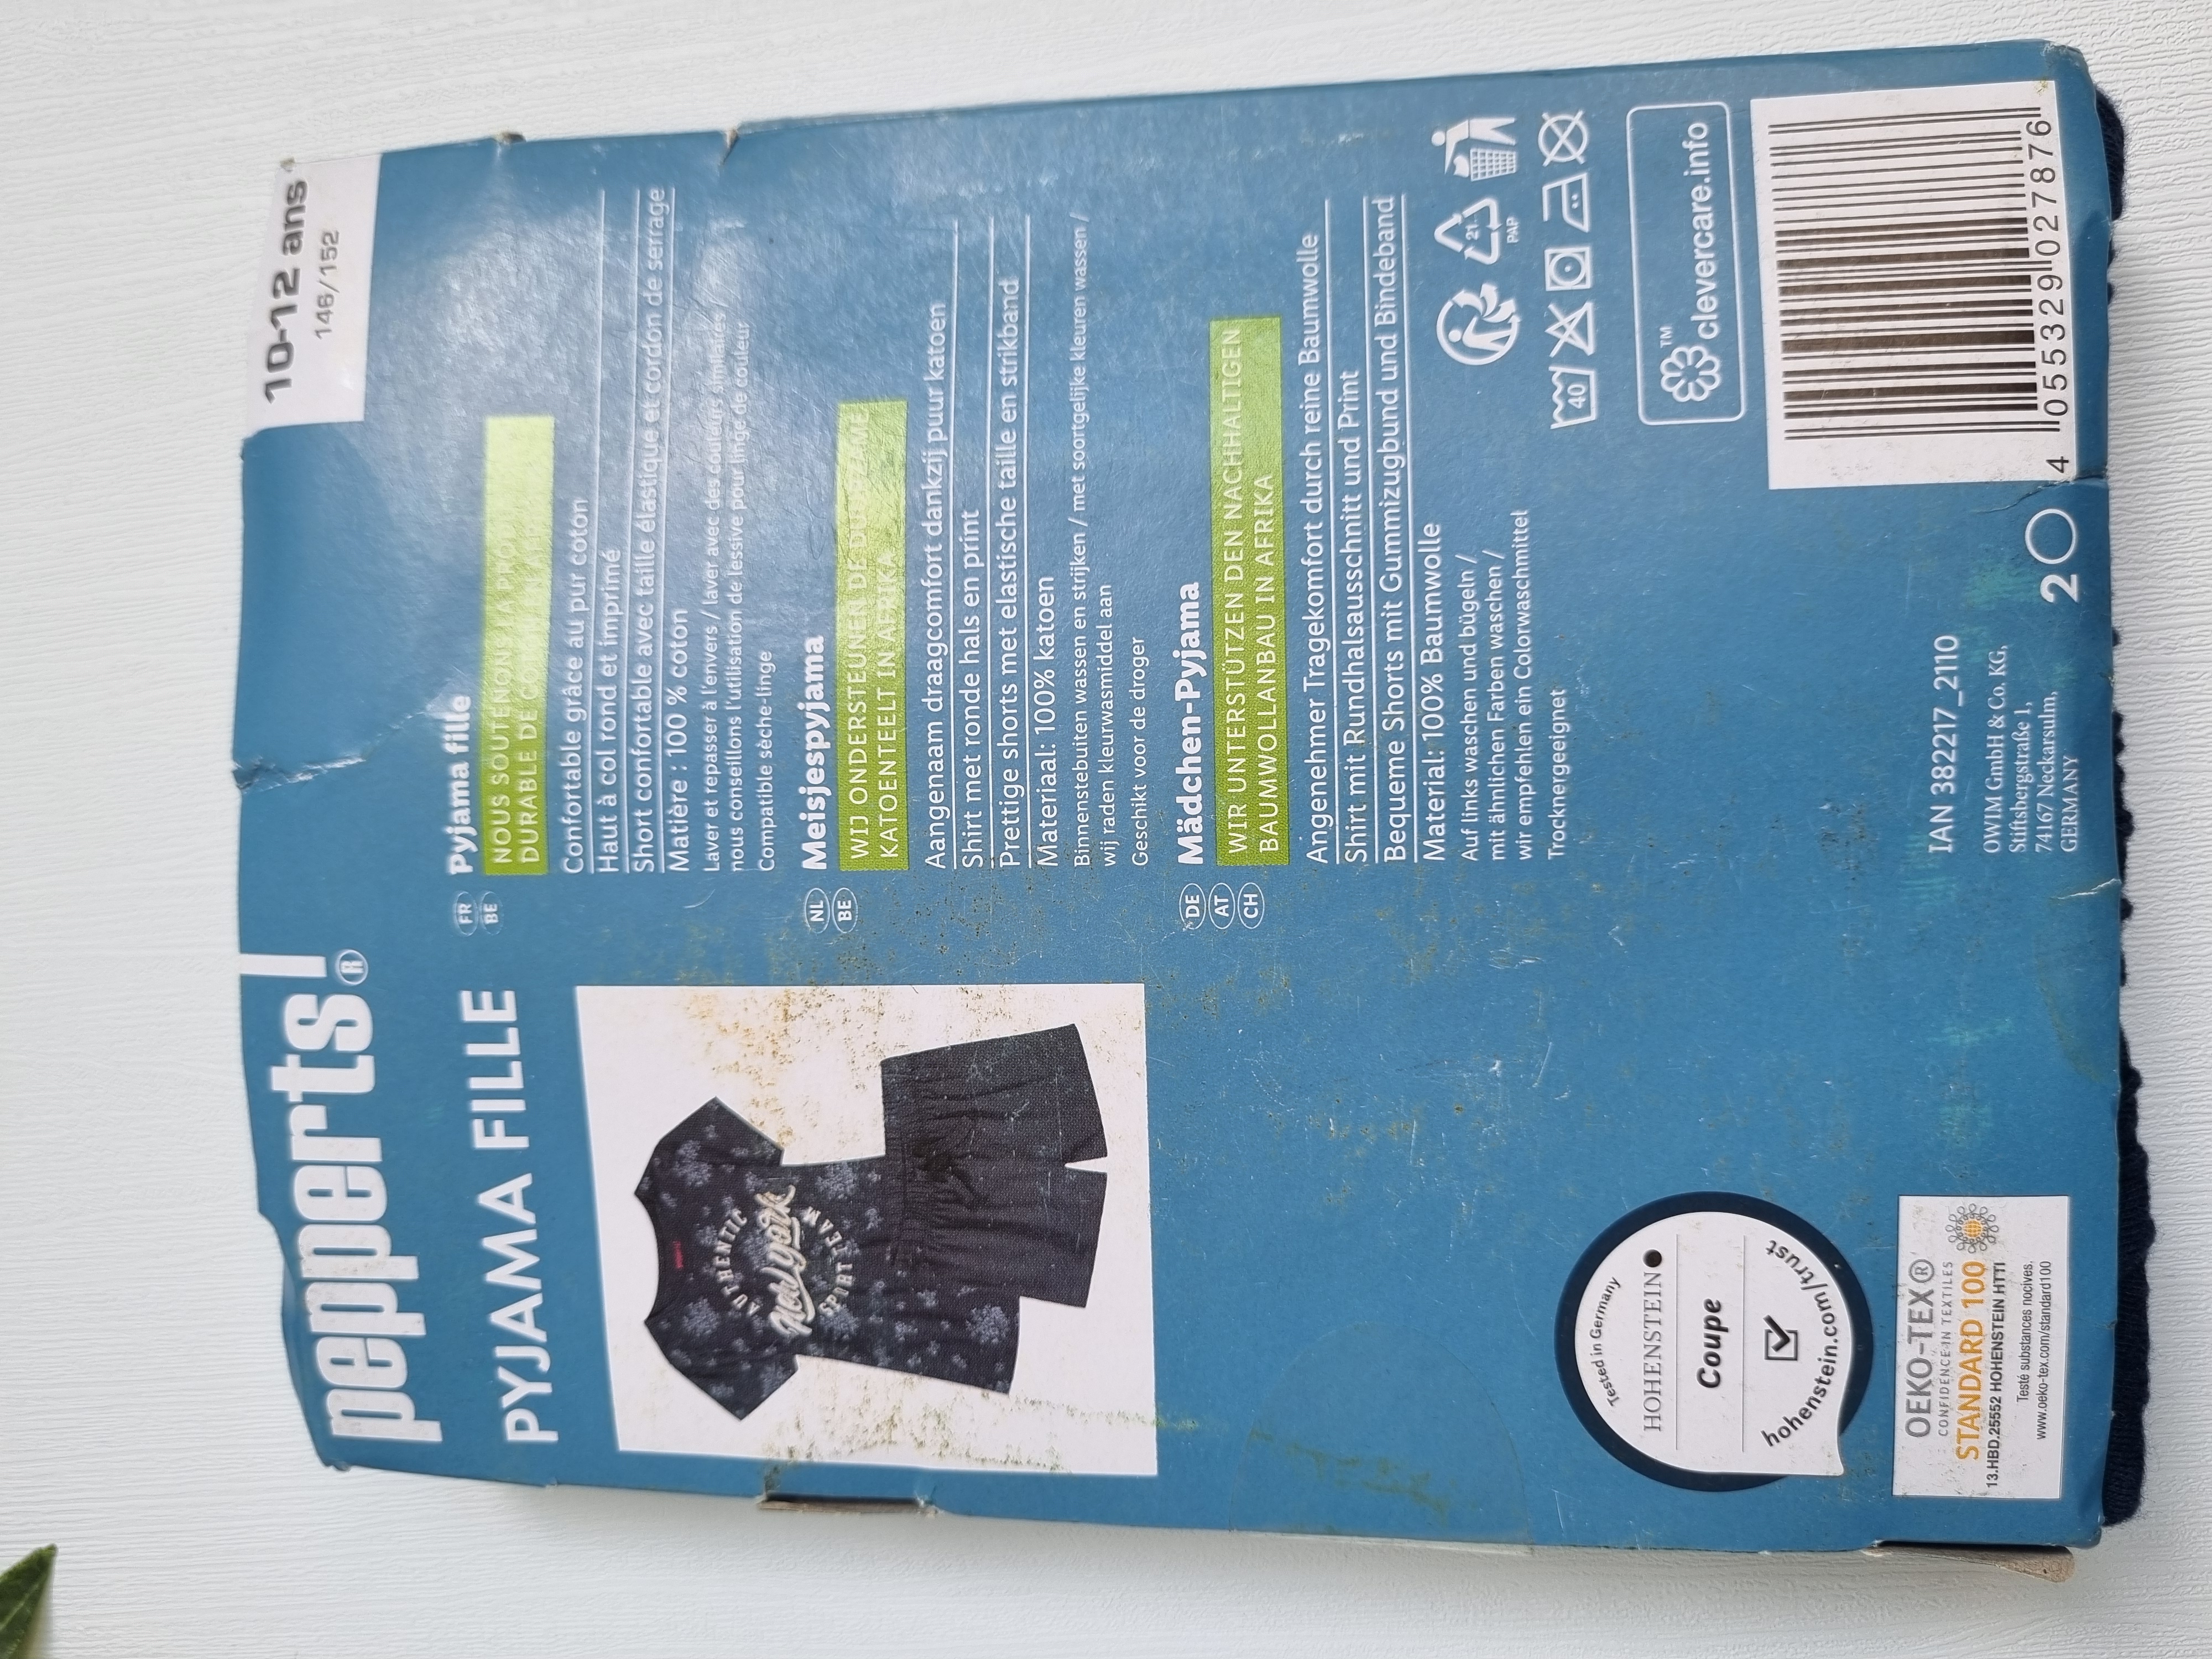 pepperts!®
10-12 ans
146/152
PYJAMA FILLE
AUTHENTIC
New york
SPIRIT TEAM
FR
BE
Pyjama fille
NOUS SOUTENONS LA PRODUCTION
DURABLE DE COTON EN AFRIQUE
Confortable grâce au pur coton
Haut à col rond et imprimé
Short confortable avec taille élastique et cordon de serrage
Matière : 100 % coton
Laver et repasser à l'envers / laver avec des couleurs similaires /
nous conseillons l'utilisation de lessive pour linge de couleur
Compatible sèche-linge
NL
BE
Meisjespyjama
WIJ ONDERSTEUNEN DE DUURZAME
KATOENTEELT IN AFRIKA
Aangenaam draagcomfort dankzij puur katoen
Shirt met ronde hals en print
Prettige shorts met elastische taille en strikband
Materiaal: 100% katoen
Binnenstebuiten wassen en strijken / met soortgelijke kleuren wassen /
wij raden kleurwasmiddel aan
Geschikt voor de droger
DE
AT
CH
Mädchen-Pyjama
WIR UNTERSTÜTZEN DEN NACHHALTIGEN
BAUMWOLLANBAU IN AFRIKA
Angenehmer Tragekomfort durch reine Baumwolle
Shirt mit Rundhalsausschnitt und Print
Bequeme Shorts mit Gummizugbund und Bindeband
Material: 100% Baumwolle
Auf links waschen und bügeln /
mit ähnlichen Farben waschen /
wir empfehlen ein Colorwaschmittel
Trocknergeeignet
21
PAP
40
™
clevercare.info
Tested in Germany
HOHENSTEIN
Coupe
hohenstein.com/trust
OEKO-TEX®
CONFIDENCE IN TEXTILES
STANDARD 100
13.HBD.25552 HOHENSTEIN HTTI
Testé substances nocives.
www.oeko-tex.com/standard100
IAN 382217_2110
OWIM GmbH & Co. KG,
Stiftsbergstraße 1,
74167 Neckarsulm,
GERMANY
2
4 055329 027876